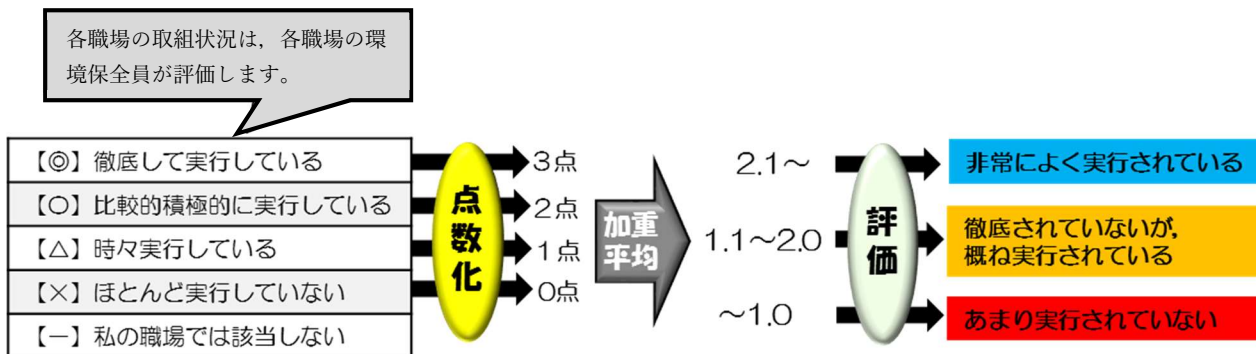 各職場の取組状況は，各職場の環
境保全員が評価します。
【◎】徹底して実行している
【○】比較的積極的に実行している
【△】時々実行している
【×】ほとんど実行していない
【－】私の職場では該当しない
点数化
3点
2点
1点
0点
加重
平均
2.1～
1.1～2.0
～1.0
評価
非常によく実行されている
徹底されていないが，
概ね実行されている
あまり実行されていない